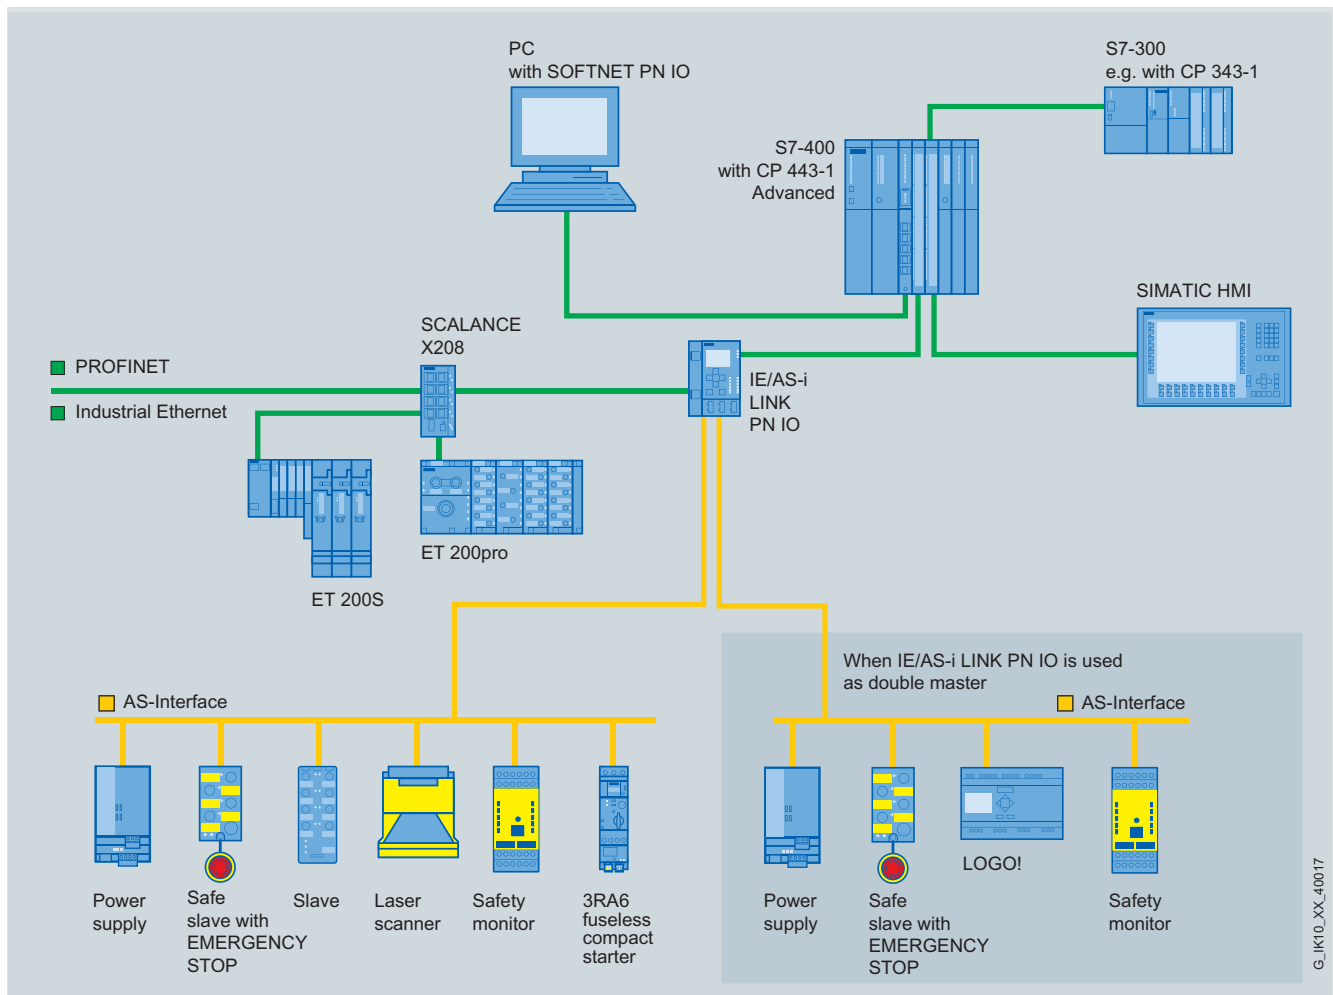 PC
with SOFTNET PN IO
S7-300
e.g. with CP 343-1
S7-400
with CP 443-1
Advanced
SIMATIC HMI
SCALANCE
X208
PROFINET
Industrial Ethernet
IE/AS-i
LINK
PN IO
ET 200pro
ET 200S
When IE/AS-i LINK PN IO is used
as double master
AS-Interface
AS-Interface
Power
supply
Safe
slave with
EMERGENCY
STOP
Slave
Laser
scanner
Safety
monitor
3RA6
fuseless
compact
starter
Power
supply
Safe
slave with
EMERGENCY
STOP
LOGO!
Safety
monitor
G_IK10_XX_40017